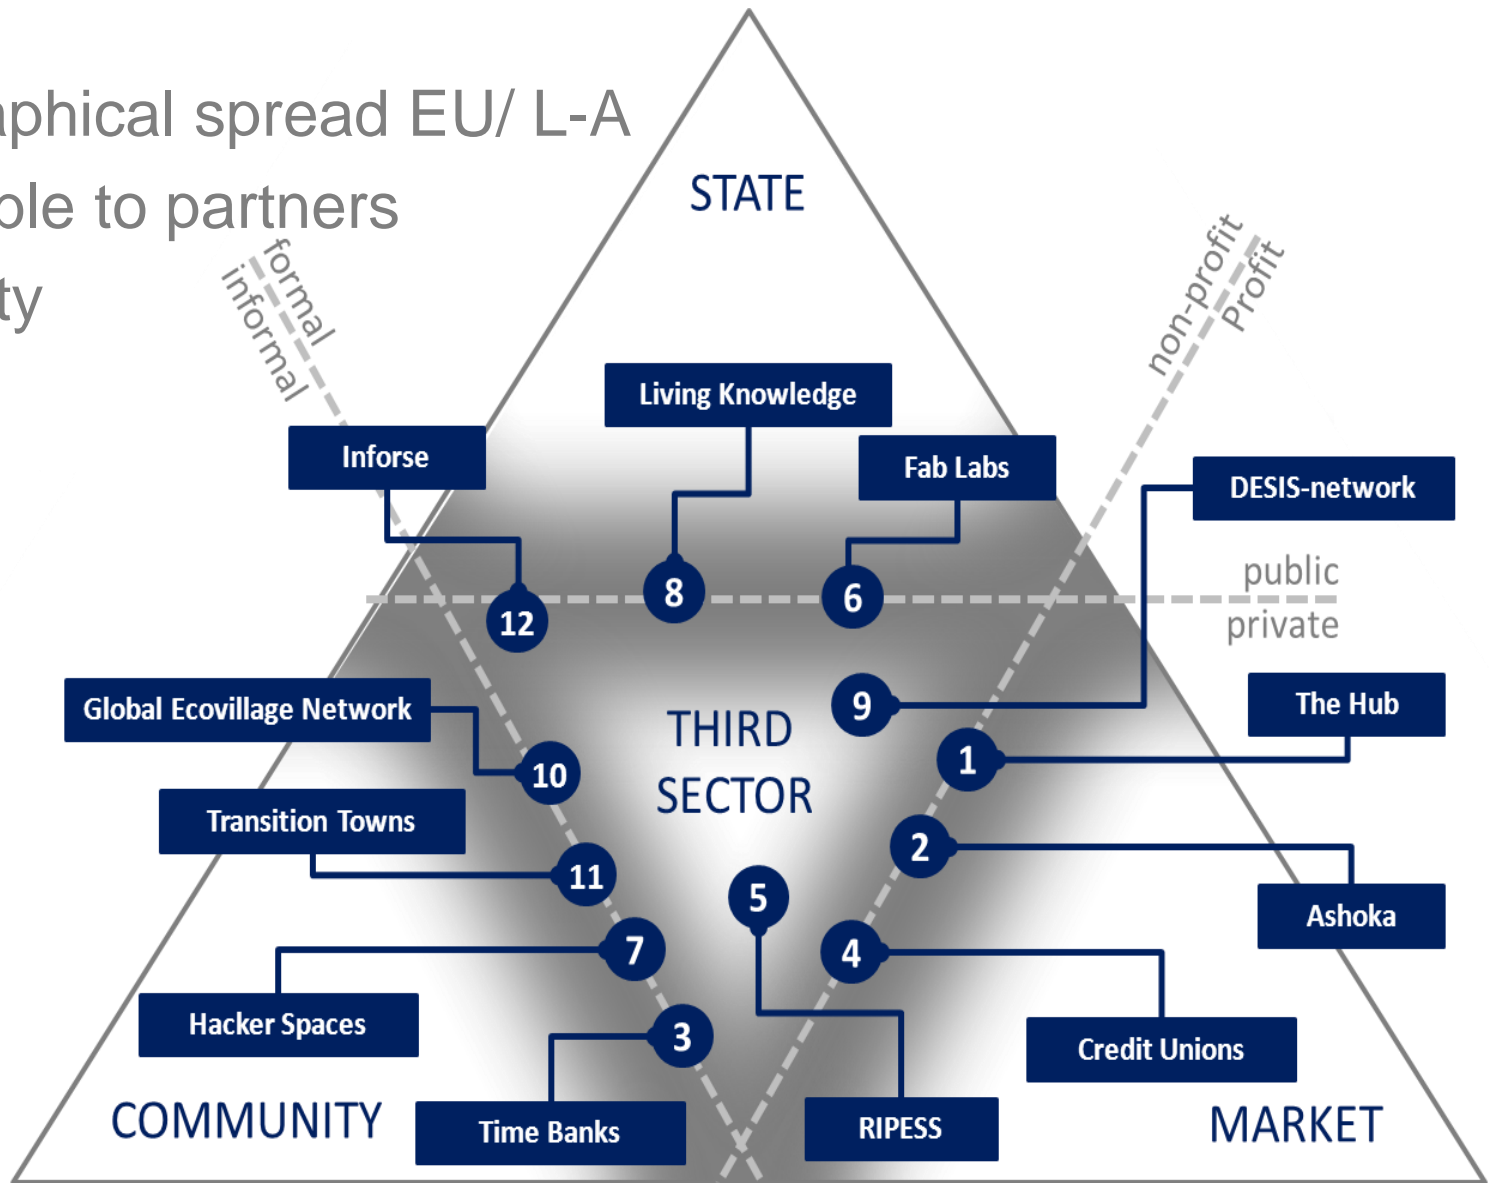 aphical spread EU/ L-A
ble to partners
ty
STATE
formal
informal
non-profit
Profit
Living Knowledge
Inforse
Fab Labs
DESIS-network
public
private
8
6
12
Global Ecovillage Network
9
The Hub
THIRD
SECTOR
1
10
Transition Towns
2
11
5
Ashoka
7
4
Hacker Spaces
3
Credit Unions
COMMUNITY
Time Banks
RIPESS
MARKET